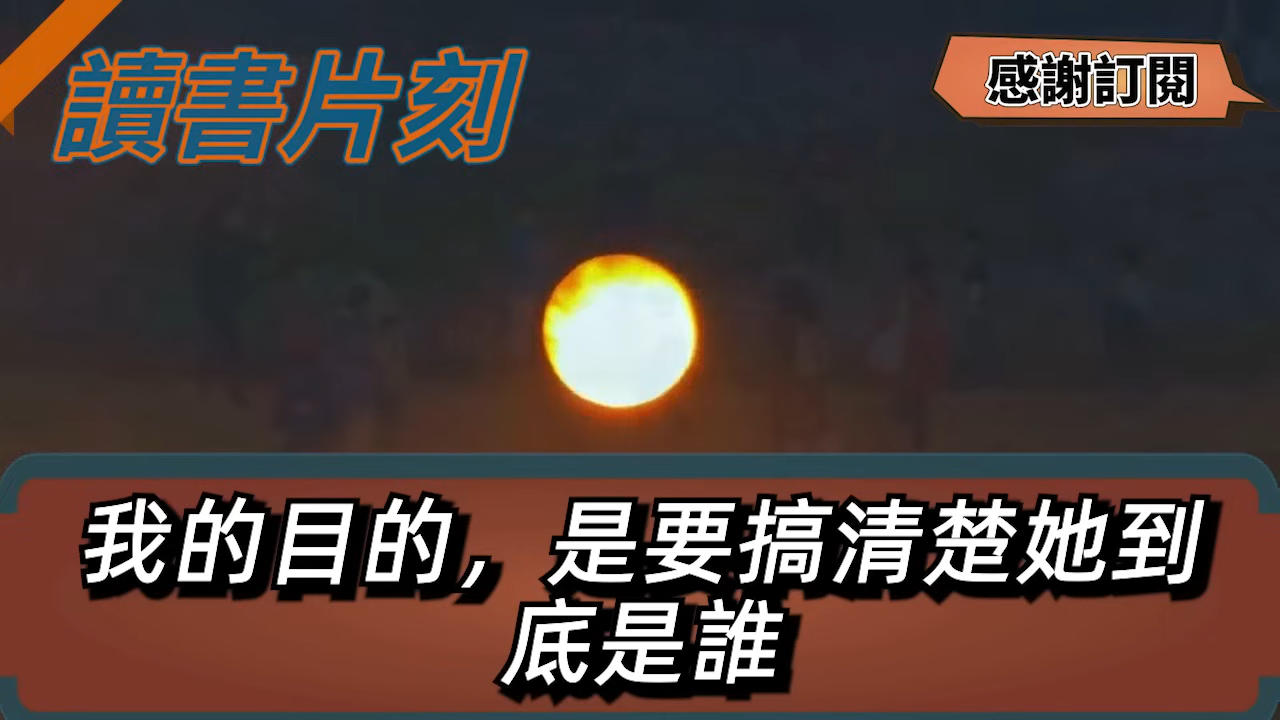 讀書片刻
感謝訂閱
我的目的，是要搞清楚她到
底是誰